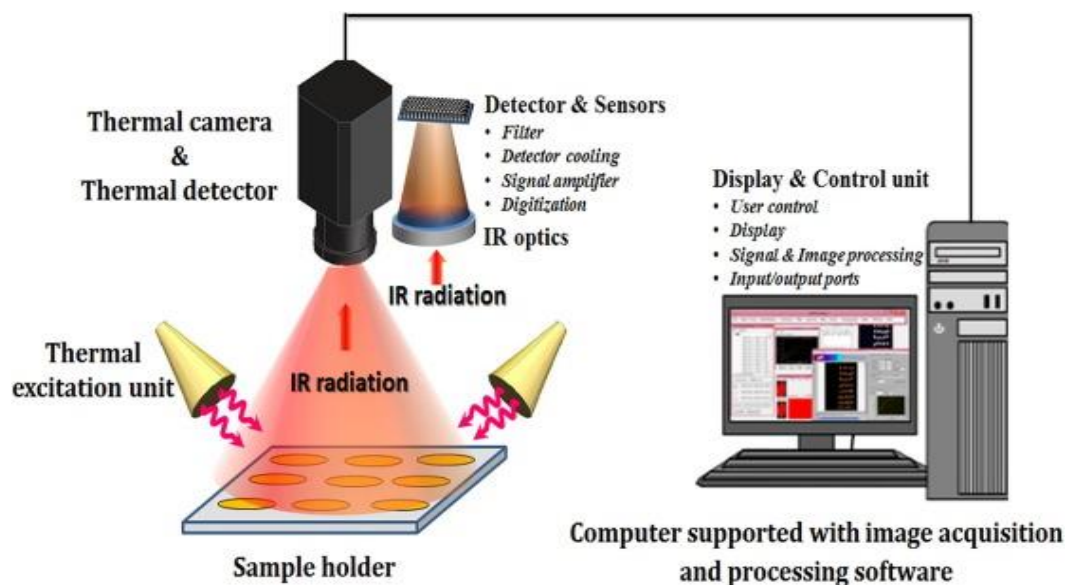 Thermal camera
&
Thermal detector
Detector & Sensors
• Filter
• Detector cooling
• Signal amplifier
• Digitization
IR optics
IR radiation
IR radiation
Thermal
excitation unit
Sample holder
Display & Control unit
• User control
• Display
• Signal & Image processing
• Input/output ports
Computer supported with image acquisition
and processing software